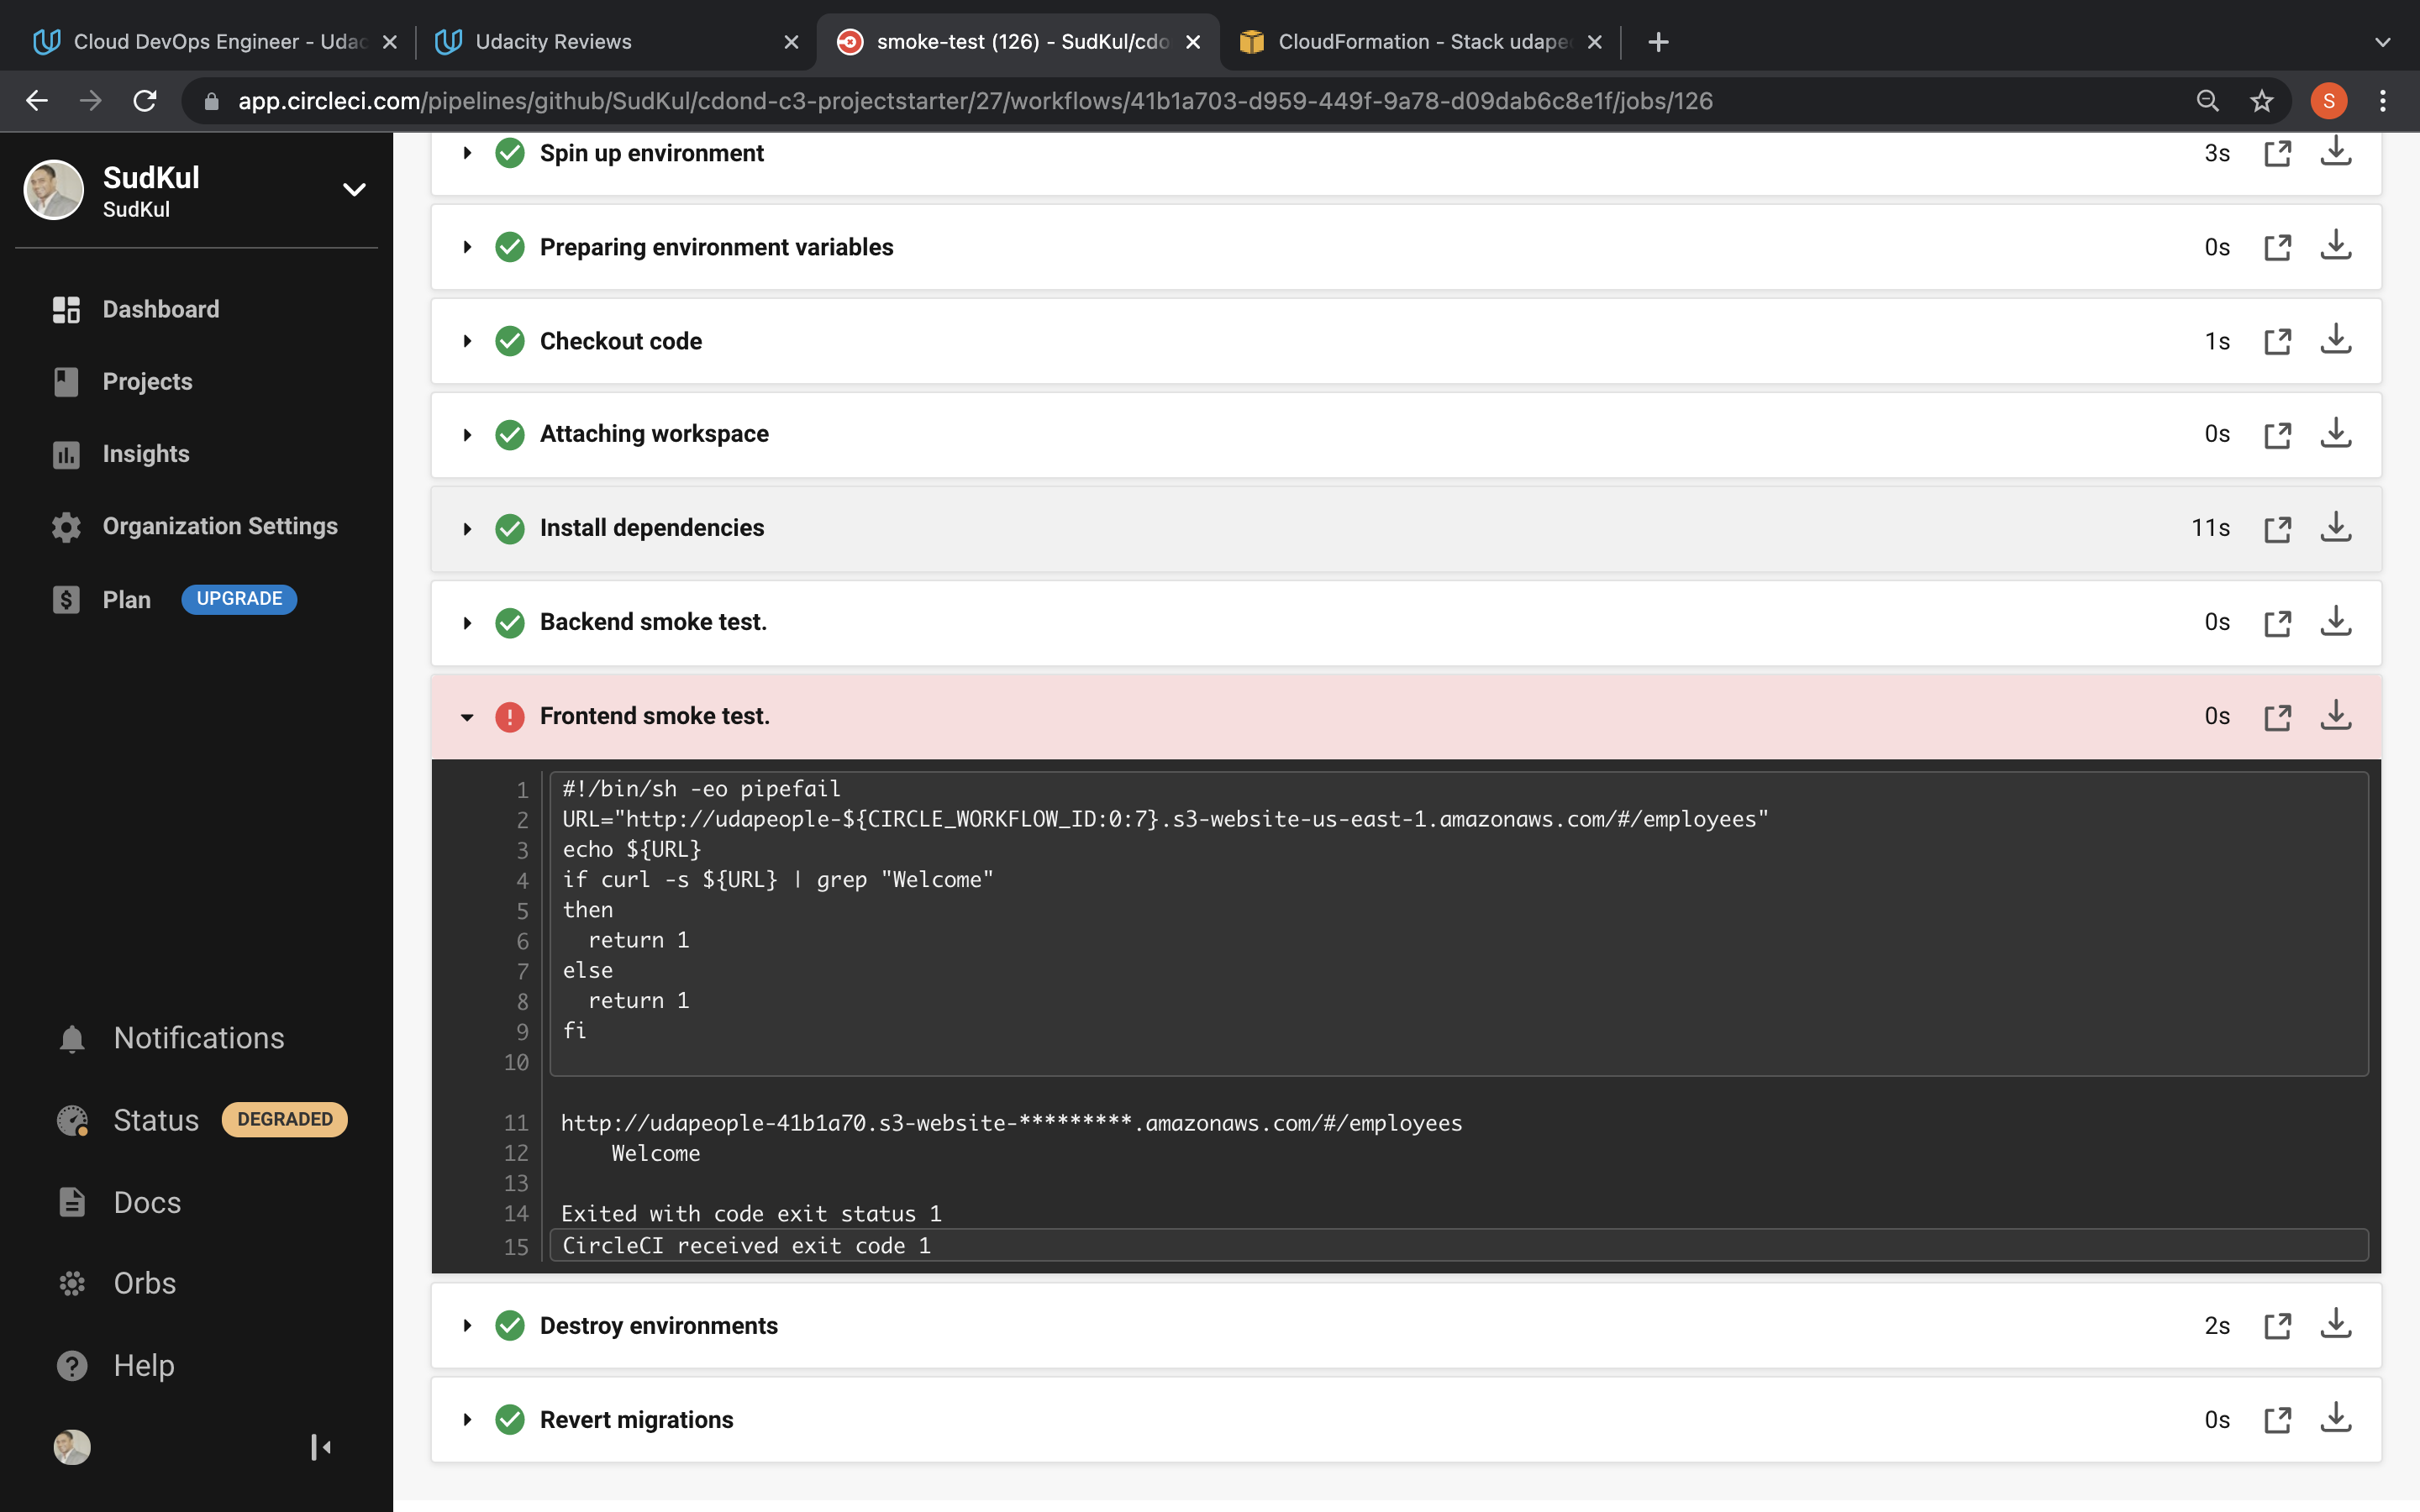 Cloud DevOps Engineer - Udac
Udacity Reviews
smoke-test (126) - SudKul/cdo
CloudFormation - Stack udape
app.circleci.com/pipelines/github/SudKul/cdond-c3-projectstarter/27/workflows/41b1a703-d959-449f-9a78-d09dab6c8e1f/jobs/126
S
SudKul
SudKul
Dashboard
Projects
Insights
Organization Settings
Plan UPGRADE
Notifications
Status DEGRADED
Docs
Orbs
Help
Spin up environment 3s
Preparing environment variables 0s
Checkout code 1s
Attaching workspace 0s
Install dependencies 11s
Backend smoke test. 0s
Frontend smoke test. 0s
1 #!/bin/sh -eo pipefail
2 URL="http://udapeople-${CIRCLE_WORKFLOW_ID:0:7}.s3-website-us-east-1.amazonaws.com/#/employees"
3 echo ${URL}
4 if curl -s ${URL} | grep "Welcome"
5 then
6 return 1
7 else
8 return 1
9 fi
10
11 http://udapeople-41b1a70.s3-website-*********.amazonaws.com/#/employees
12 Welcome
13
14 Exited with code exit status 1
15 CircleCI received exit code 1
Destroy environments 2s
Revert migrations 0s